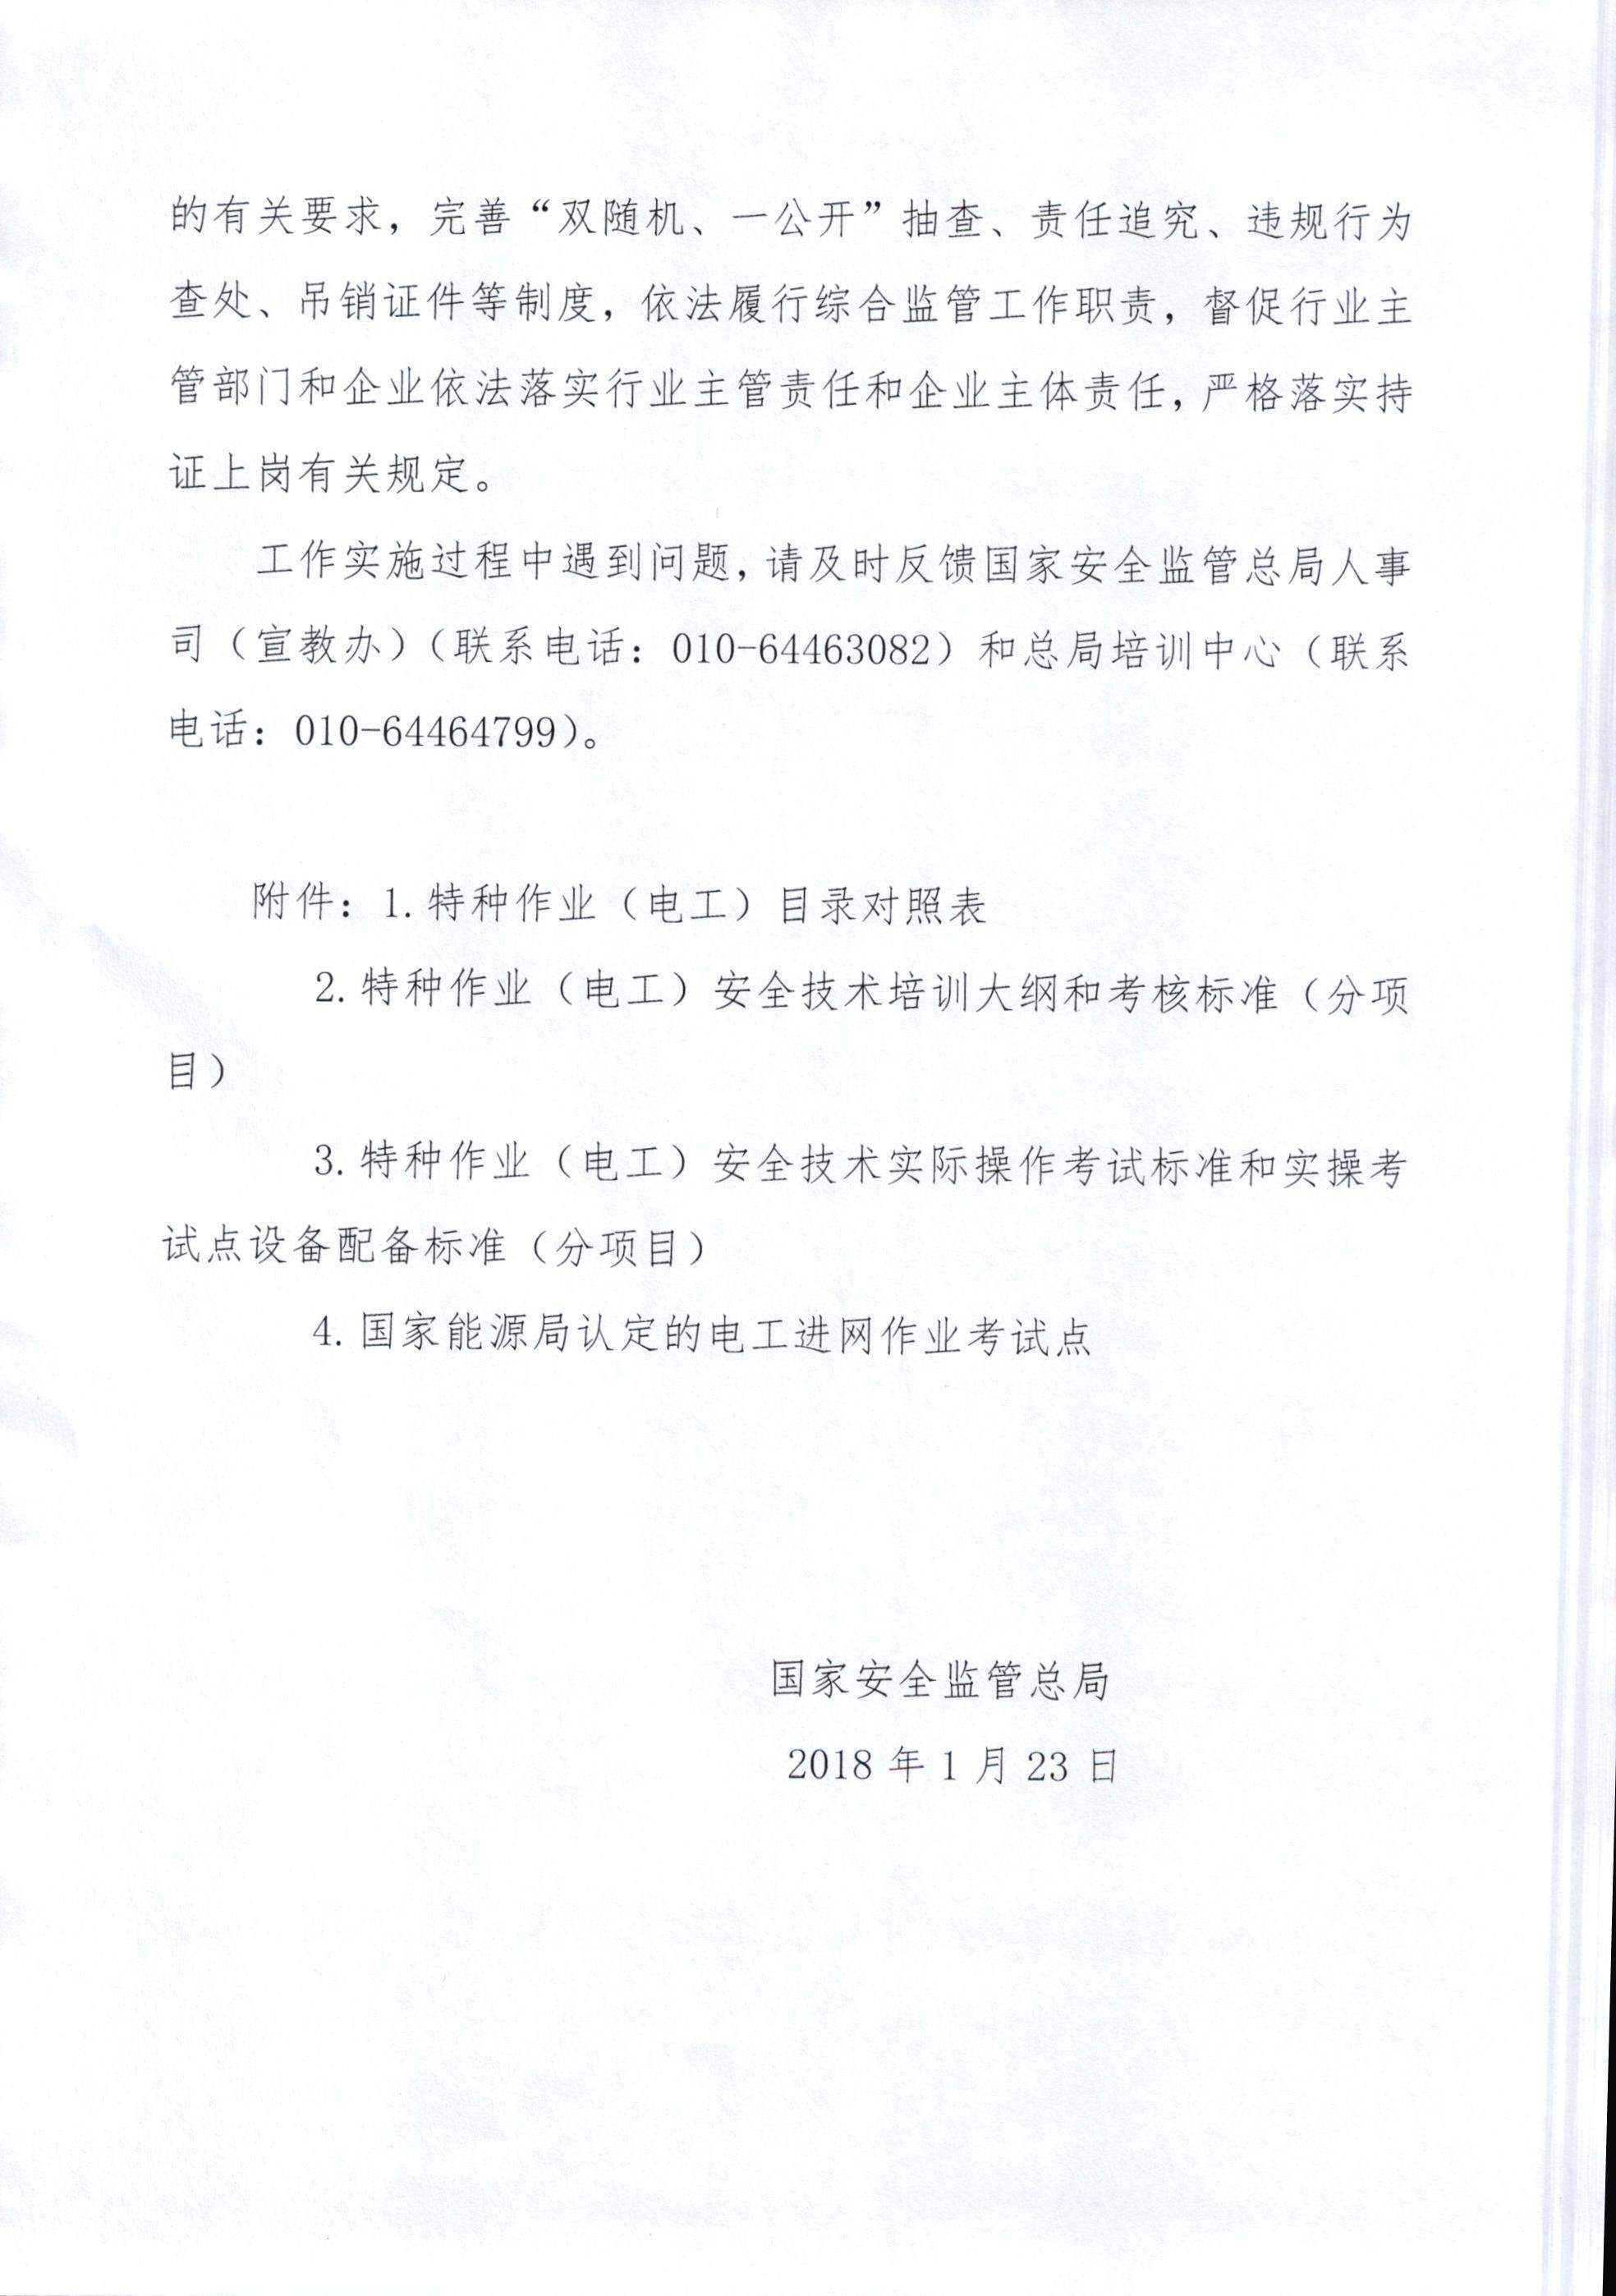 的有关要求，完善“双随机、一公开”抽查、责任追究、违规行为
查处、吊销证件等制度，依法履行综合监管工作职责，督促行业主
管部门和企业依法落实行业主管责任和企业主体责任，严格落实持
证上岗有关规定。
工作实施过程中遇到问题，请及时反馈国家安全监管总局人事
司（宣教办）（联系电话：010-64463082）和总局培训中心（联系
电话：010-64464799）。
附件：1.特种作业（电工）目录对照表
2.特种作业（电工）安全技术培训大纲和考核标准（分项
目）
3.特种作业（电工）安全技术实际操作考试标准和实操考
试点设备配备标准（分项目）
4.国家能源局认定的电工进网作业考试点
国家安全监管总局
2018 年 1 月 23 日